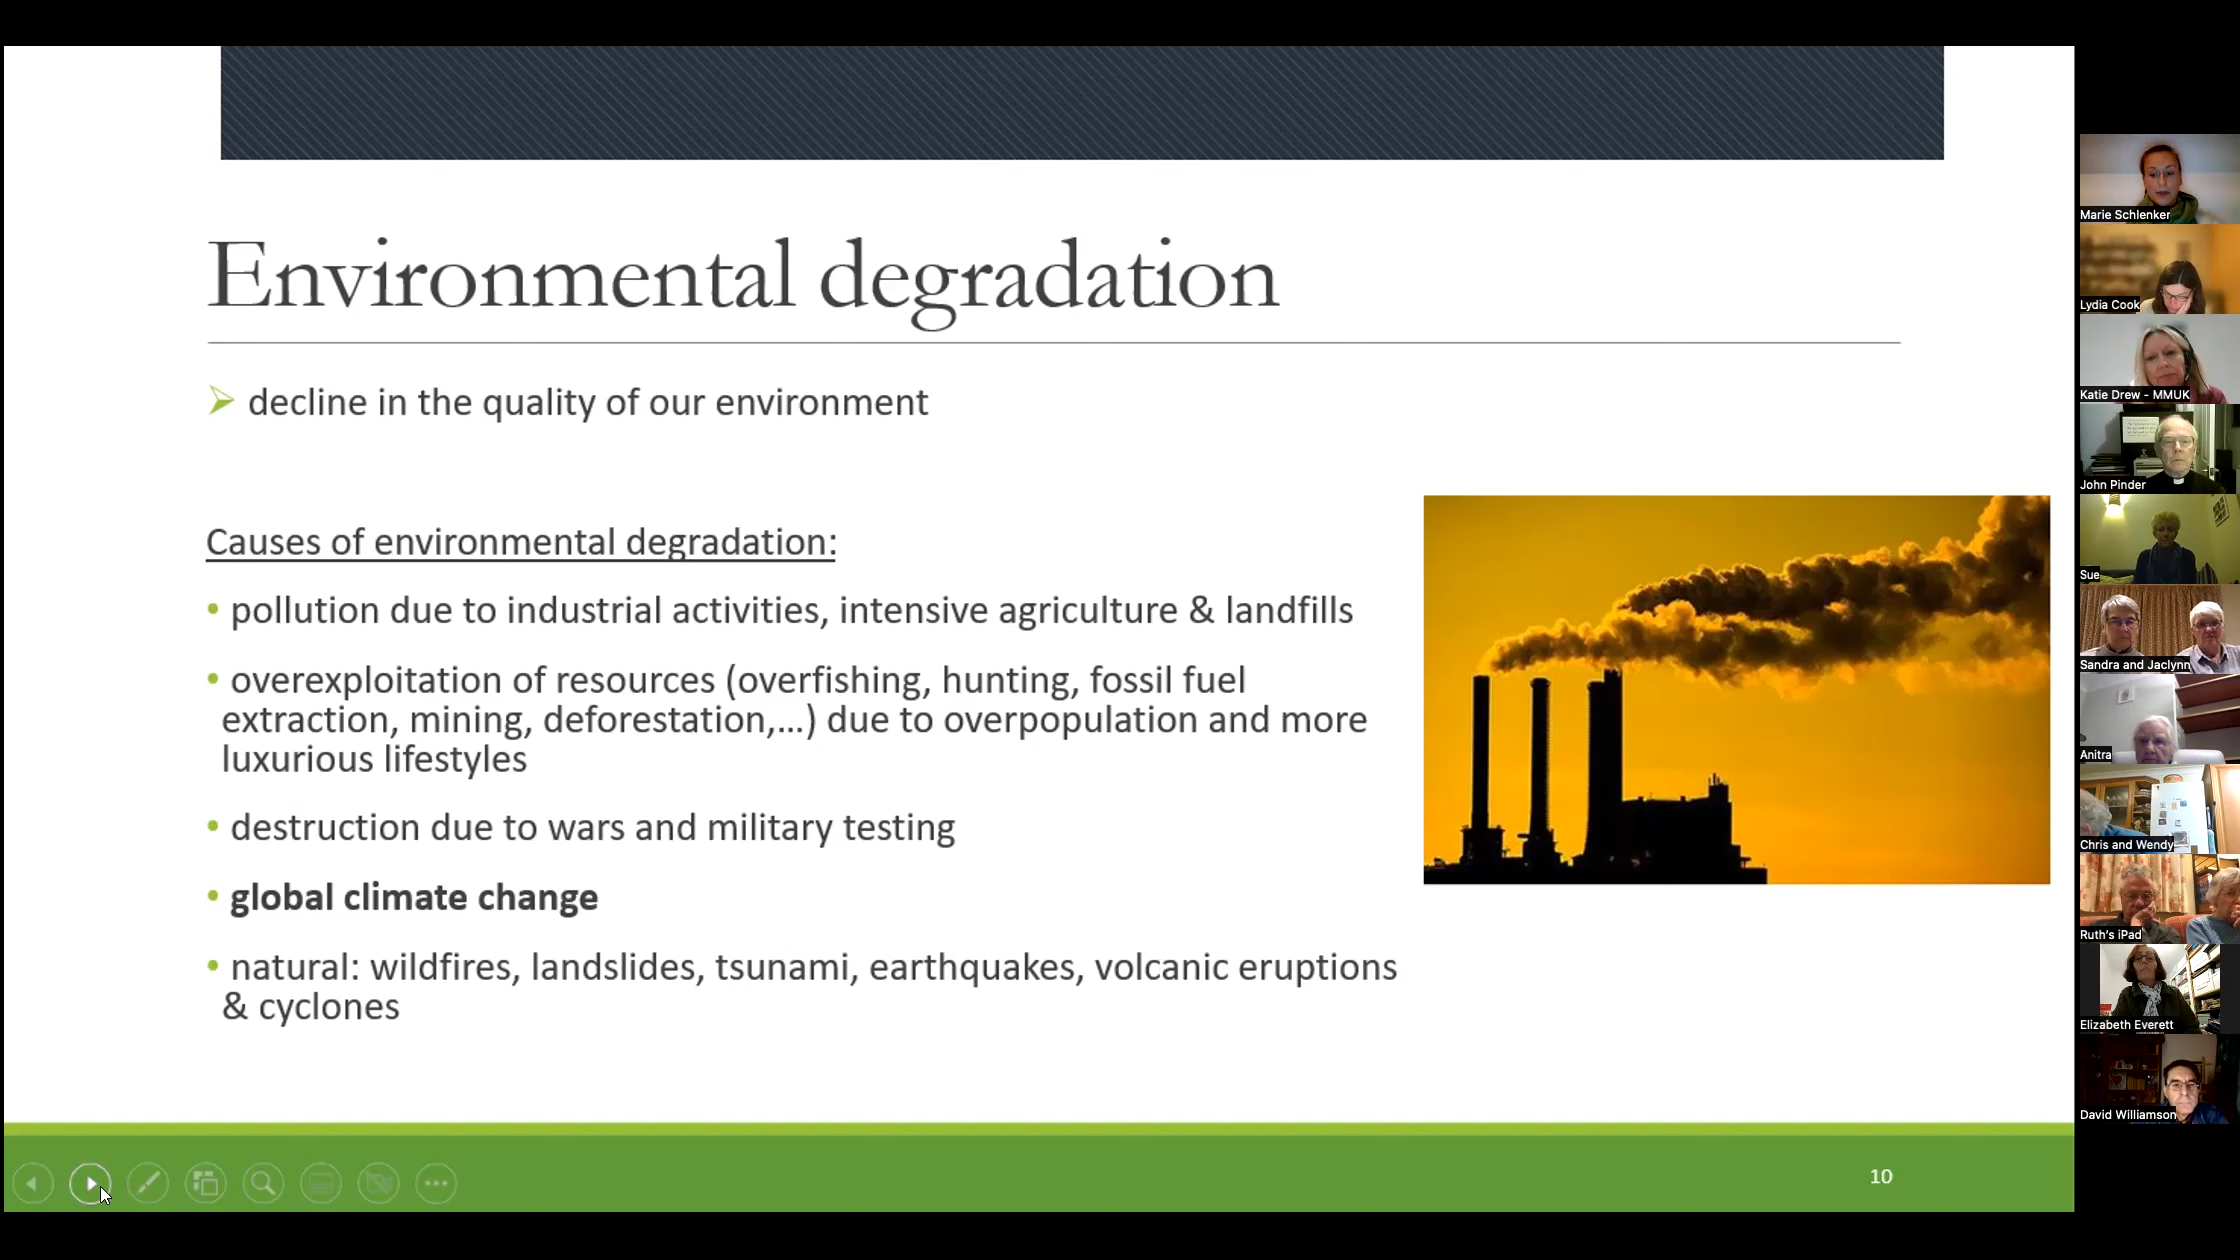 Environmental degradation
decline in the quality of our environment
Causes of environmental degradation:
• pollution due to industrial activities, intensive agriculture & landfills
• overexploitation of resources (overfishing, hunting, fossil fuel
extraction, mining, deforestation,...) due to overpopulation and more
luxurious lifestyles
• destruction due to wars and military testing
• global climate change
• natural: wildfires, landslides, tsunami, earthquakes, volcanic eruptions
& cyclones
10
Marie Schlenker
Lydia Cook
Katie Drew - MMUK
John Pinder
Sue
Sandra and Jaclynn
Anitra
Chris and Wendy
Ruth's iPad
Elizabeth Everett
David Williamson